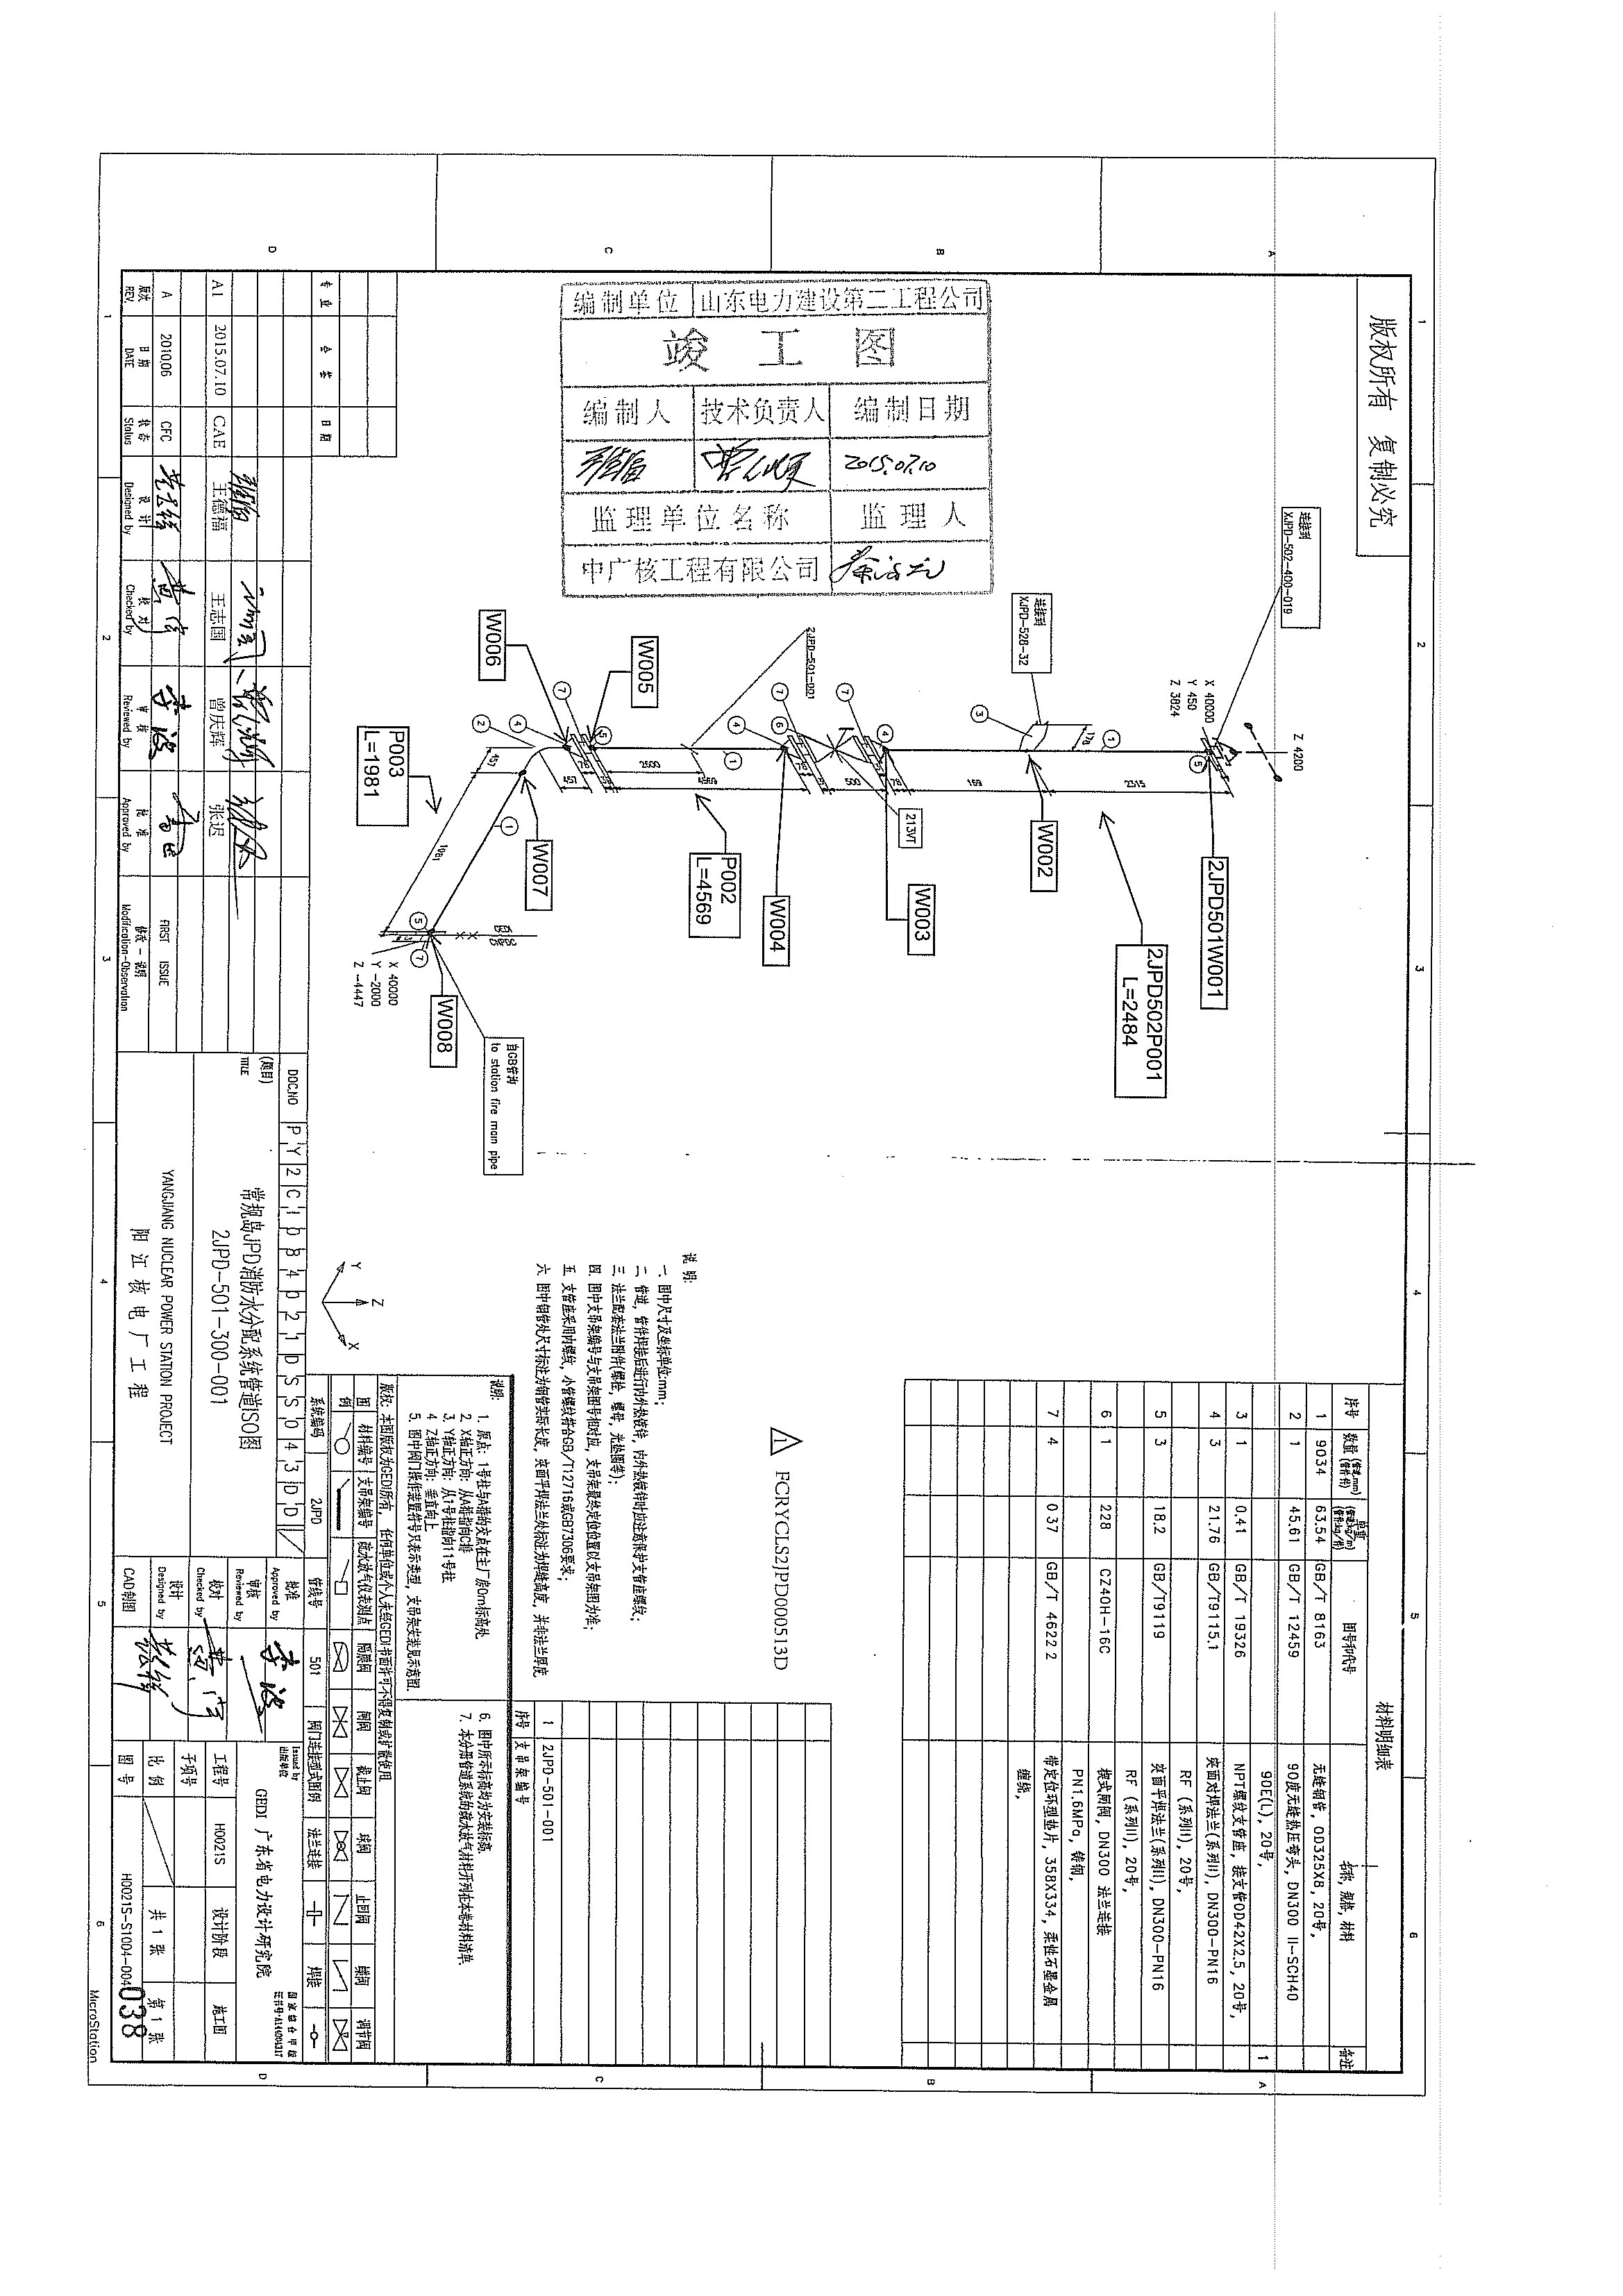 版权所有 复制必究
材料明细表
序号 数量 (管道:mm) (管件:件) 单重 (管道:kg/m) (管件:kg/件) 图号和代号 名称, 规格, 材料 备注
1 9034 63.54 GB/T 8163 无缝钢管, OD325X8, 20号,
2 1 45.61 GB/T 12459 90度无缝热压弯头, DN300 II-SCH40
90E(L), 20号, 1
3 1 0.41 GB/T 19326 NPT螺纹支管座, 接支管OD42X2.5, 20号,
4 3 21.76 GB/T9115.1 突面对焊法兰(系列II), DN300-PN16
RF (系列II), 20号,
5 3 18.2 GB/T9119 突面平焊法兰(系列II), DN300-PN16
RF (系列II), 20号,
6 1 228 CZ40H-16C 楔式闸阀, DN300 法兰连接
PN1.6MPa, 铸钢,
7 4 0 37 GB/T 4622 2 带定位环型垫片, 358X334, 柔性石墨金属
缠绕,
连接到
XJPD-502-400-019
Z 4200
X 40000
Y 450
Z 3824
5
2JPD501W001
2JPD502P001
L=2484
2315
1
178
连接到
XJPD-528-32
W002
3
159
W003
213VT
4
78
7
500
2JPD-501-001
7
6
78
W004
4
1
P002
L=4569
4569
2500
W005
5
7
78
457
W007
4
W006
2
457
1
自GB管沟
to station fire main pipe
W008
1081
5
7
P003
L=1981
X 40000
Y -2000
Z -4447
Z
Y X
编制单位 山东电力建设第二工程公司
竣工图
编制人 技术负责人 编制日期
2015.07.10
监理单位名称 监理人
中广核工程有限公司
1 FCRYCLS2JPD000513D
说 明:
一. 图中尺寸及坐标单位:mm;
二. 管道, 管件焊接后进行内外热镀锌, 内外热镀锌时应注意保护支管座螺纹;
三. 法兰配套法兰附件(螺栓, 螺母, 光垫圈等);
四. 图中支吊架编号与支吊架图号相对应, 支吊架最终定位位置以支吊架图为准;
五. 支管座采用内螺纹, 小管螺纹符合GB/T12716或GB7306要求;
六. 图中钢管处尺寸标注为钢管实际长度, 突面平焊法兰处标注为焊缝高度, 并非法兰厚度.
1 2JPD-501-001
序号 支吊架编号
说明:
1. 原点: 1号柱与A排的交点在主厂房0m标高处.
2. X轴正方向: 从A排指向C排
3. Y轴正方向: 从1号柱指向11号柱
4 Z轴正方向: 垂直向上
5. 图中阀门操作装置符号只表示类型, 支吊架安装见示意图.
6. 图中所示标高均为安装标高.
7. 本分册管道系统的疏水放气材料开列在本卷材料清单.
版权: 本图版权为GEDI所有, 任何单位或个人未经GEDI书面许可不得复制或扩散使用.
图例 材料编号 支吊架编号 疏水放气仪表测点 隔膜阀 闸阀 截止阀 球阀 止回阀 蝶阀 调节阀
系统编码 2JPD 管线号 501 阀门连接型式图例 法兰连接 焊接
专业 会签 日期
A1 2015.07.10 CAE 王德福 王志国 曾庆辉 张迟
A 2010.06 CFC FIRST ISSUE
版次 日期 状态 设计 校对 审核 批准 修改 - 说明
REV. DATE Status Designed by Checked by Reviewed by Approved by Modification-Observation
DOC.NO PY2C1084021DSS043DD
(题目)
TITLE
常规岛JPD消防水分配系统管道ISO图
2JPD-501-300-001
YANGJIANG NUCLEAR POWER STATION PROJECT
阳江核电厂工程
批准
Approved by 李波
审核
Reviewed by
校对
Checked by 黄宇
设计
Designed by
CAD制图
Issued by
出版单位
国家综合甲级
证书号:A144004317
GEDI 广东省电力设计研究院
工程号 H0021S 设计阶段 施工图
子项号
比例 共 1 张 第 1 张
图号 H0021S-S1004-004 038
MicroStation